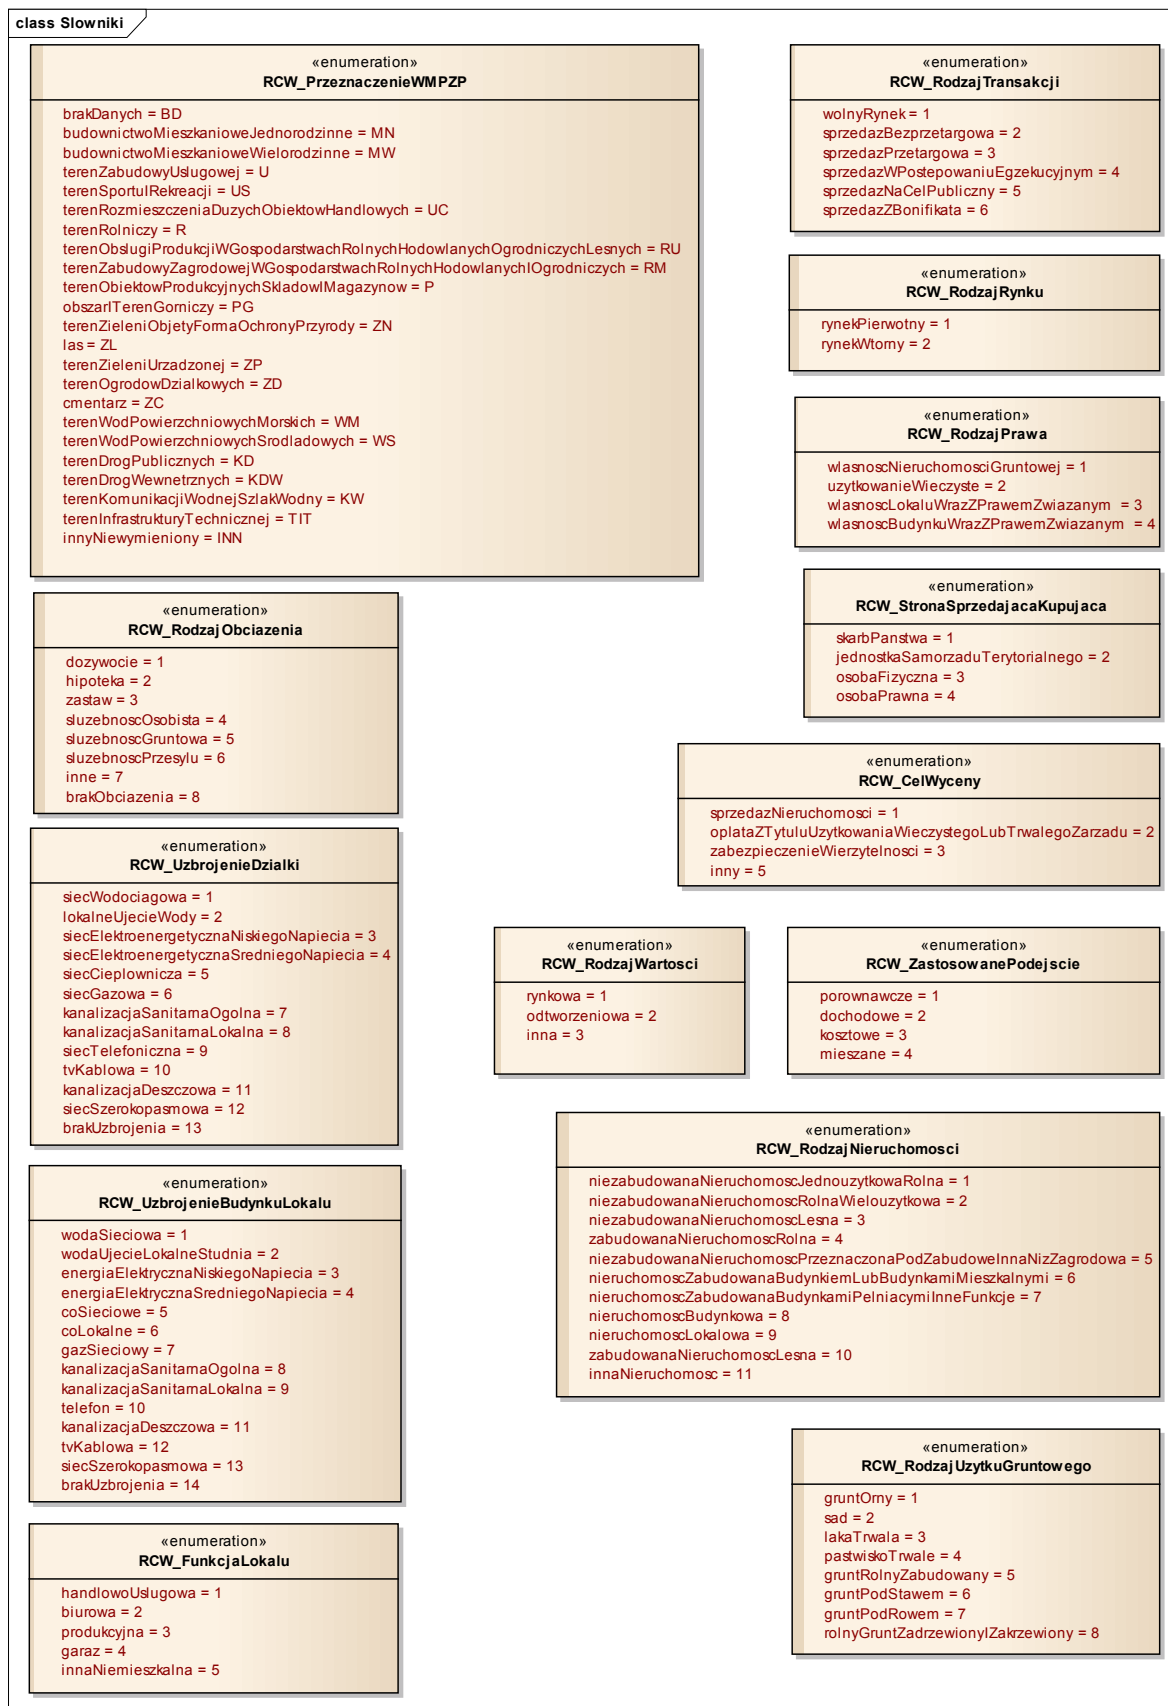 class Slowniki
«enumeration»
RCW_PrzeznaczenieWMPZP
brakDanych = BD
budownictwoMieszkanioweJednorodzinne = MN
budownictwoMieszkanioweWielorodzinne = MW
terenZabudowyUslugowej = U
terenSportuIRekreacji = US
terenRozmieszczeniaDuzychObiektowHandlowych = UC
terenRolniczy = R
terenObslugiProdukcjiWGospodarstwachRolnychHodowlanychOgrodniczychLesnych = RU
terenZabudowyZagrodowejWGospodarstwachRolnychHodowlanychIOgrodniczych = RM
terenObiektowProdukcyjnychSkladowIMagazynow = P
obszarITerenGorniczy = PG
terenZieleniObjetyFormaOchronyPrzyrody = ZN
las = ZL
terenZieleniUrzadzonej = ZP
terenOgrodowDzialkowych = ZD
cmentarz = ZC
terenWodPowierzchniowychMorskich = WM
terenWodPowierzchniowychSrodladowych = WS
terenDrogPublicznych = KD
terenDrogWewnetrznych = KDW
terenKomunikacjiWodnejSzlakWodny = KW
terenInfrastrukturyTechnicznej = TIT
innyNiewymieniony = INN
«enumeration»
RCW_RodzajTransakcji
wolnyRynek = 1
sprzedazBezprzetargowa = 2
sprzedazPrzetargowa = 3
sprzedazWPostepowaniuEgzekucyjnym = 4
sprzedazNaCelPubliczny = 5
sprzedazZBonifikata = 6
«enumeration»
RCW_RodzajRynku
rynekPierwotny = 1
rynekWtorny = 2
«enumeration»
RCW_RodzajPrawa
wlasnoscNieruchomosciGruntowej = 1
uzytkowanieWieczyste = 2
wlasnoscLokaluWrazZPrawemZwiazanym = 3
wlasnoscBudynkuWrazZPrawemZwiazanym = 4
«enumeration»
RCW_StronaSprzedajacaKupujaca
skarbPanstwa = 1
jednostkaSamorzaduTerytorialnego = 2
osobaFizyczna = 3
osobaPrawna = 4
«enumeration»
RCW_RodzajObciazenia
dozywocie = 1
hipoteka = 2
zastaw = 3
sluzebnoscOsobista = 4
sluzebnoscGruntowa = 5
sluzebnoscPrzesylu = 6
inne = 7
brakObciazenia = 8
«enumeration»
RCW_CelWyceny
sprzedazNieruchomosci = 1
oplataZTytuluUzytkowaniaWieczystegoLubTrwalegoZarzadu = 2
zabezpieczenieWierzytelnosci = 3
inny = 5
«enumeration»
RCW_UzbrojenieDzialki
siecWodociagowa = 1
lokalneUjecieWody = 2
siecElektroenergetycznaNiskiegoNapiecia = 3
siecElektroenergetycznaSredniegoNapiecia = 4
siecCieplownicza = 5
siecGazowa = 6
kanalizacjaSanitarnaOgolna = 7
kanalizacjaSanitarnaLokalna = 8
siecTelefoniczna = 9
tvKablowa = 10
kanalizacjaDeszczowa = 11
siecSzerokopasmowa = 12
brakUzbrojenia = 13
«enumeration»
RCW_RodzajWartosci
rynkowa = 1
odtworzeniowa = 2
inna = 3
«enumeration»
RCW_ZastosowanePodejscie
porownawcze = 1
dochodowe = 2
kosztowe = 3
mieszane = 4
«enumeration»
RCW_RodzajNieruchomosci
niezabudowanaNieruchomoscJednouzytkowaRolna = 1
niezabudowanaNieruchomoscRolnaWielouzytkowa = 2
niezabudowanaNieruchomoscLesna = 3
zabudowanaNieruchomoscRolna = 4
niezabudowanaNieruchomoscPrzeznaczonaPodZabudoweInnaNizZagrodowa = 5
nieruchomoscZabudowanaBudynkiemLubBudynkamiMieszkalnymi = 6
nieruchomoscZabudowanaBudynkamiPelniacymiInneFunkcje = 7
nieruchomoscBudynkowa = 8
nieruchomoscLokalowa = 9
zabudowanaNieruchomoscLesna = 10
innaNieruchomosc = 11
«enumeration»
RCW_UzbrojenieBudynkuLokalu
wodaSieciowa = 1
wodaUjecieLokalneStudnia = 2
energiaElektrycznaNiskiegoNapiecia = 3
energiaElektrycznaSredniegoNapiecia = 4
coSieciowe = 5
coLokalne = 6
gazSieciowy = 7
kanalizacjaSanitarnaOgolna = 8
kanalizacjaSanitarnaLokalna = 9
telefon = 10
kanalizacjaDeszczowa = 11
tvKablowa = 12
siecSzerokopasmowa = 13
brakUzbrojenia = 14
«enumeration»
RCW_RodzajUzytkuGruntowego
gruntOrny = 1
sad = 2
lakaTrwala = 3
pastwiskoTrwale = 4
gruntRolnyZabudowany = 5
gruntPodStawem = 6
gruntPodRowem = 7
rolnyGruntZadrzewionyIZakrzewiony = 8
«enumeration»
RCW_FunkcjaLokalu
handlowoUslugowa = 1
biurowa = 2
produkcyjna = 3
garaz = 4
innaNiemieszkalna = 5